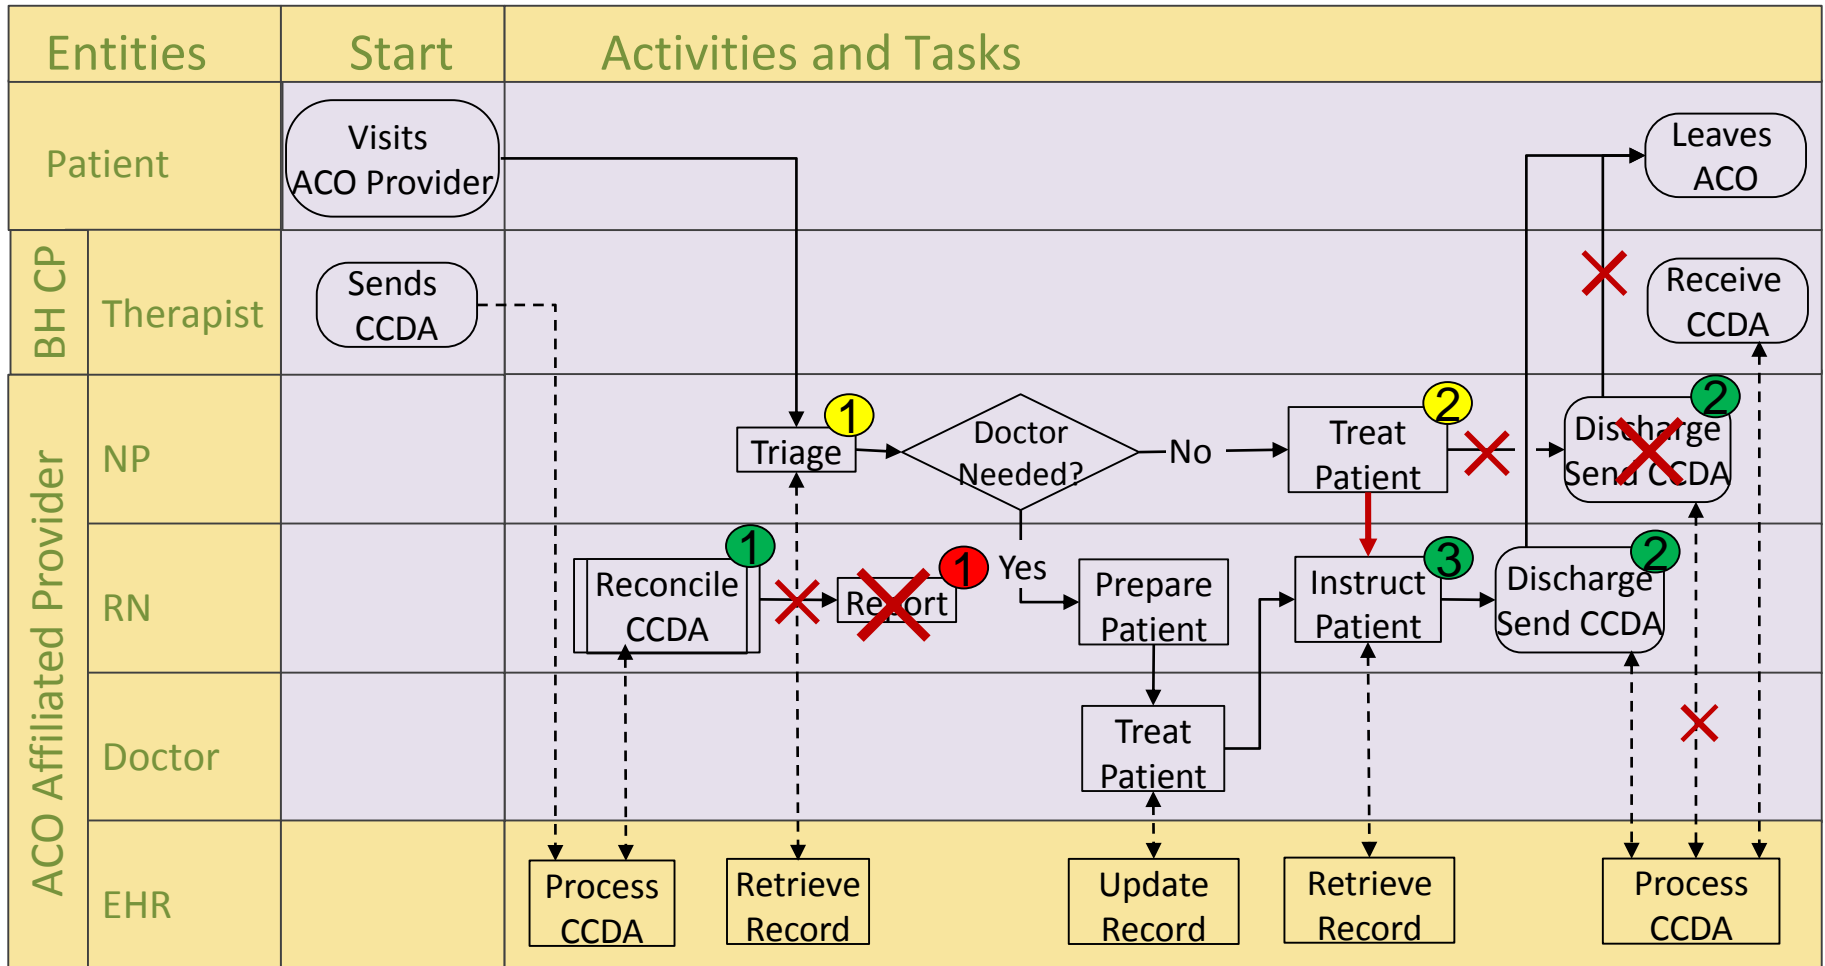 Entities
Start
Activities and Tasks
Patient
Visits
ACO Provider
Leaves
ACO
BH CP
Therapist
Sends
CCDA
Receive
CCDA
ACO Affiliated Provider
NP
Triage
1
Doctor
Needed?
No
Treat
Patient
2
Discharge
Send CCDA
2
RN
Reconcile
CCDA
1
Report
1
Yes
Prepare
Patient
Instruct
Patient
3
Discharge
Send CCDA
2
Doctor
Treat
Patient
EHR
Process
CCDA
Retrieve
Record
Update
Record
Retrieve
Record
Process
CCDA